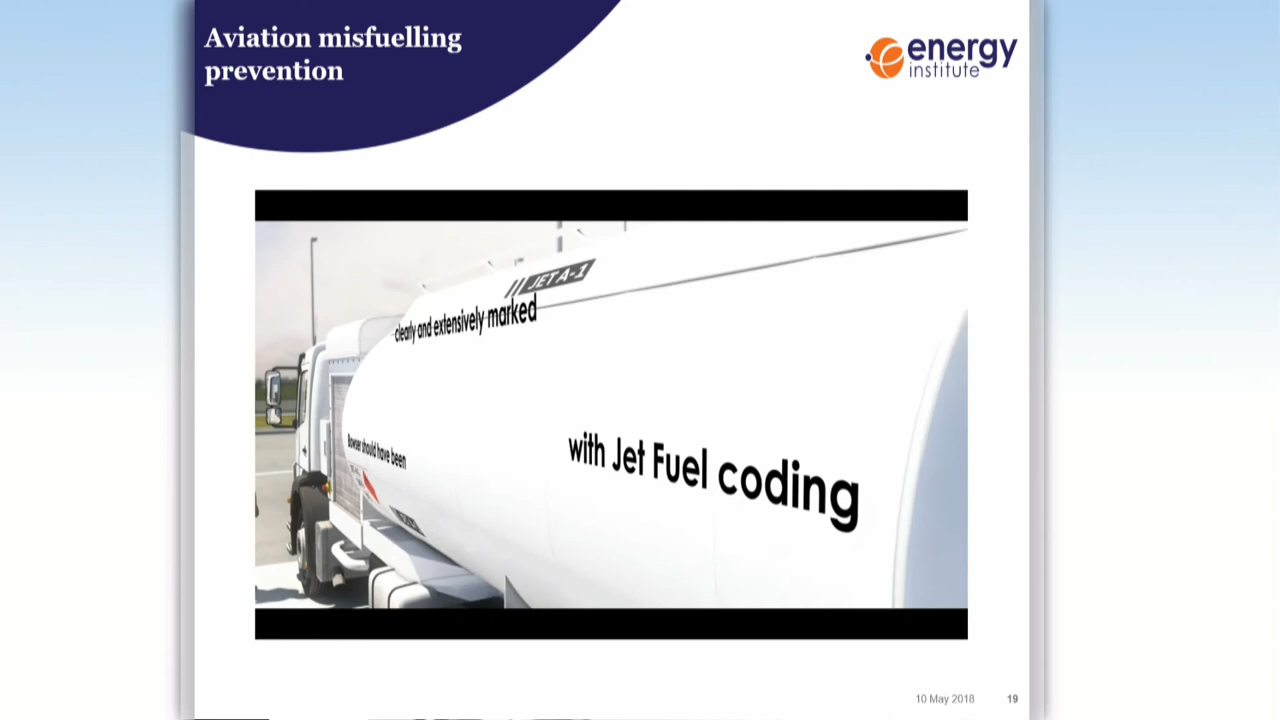 Aviation misfuelling
prevention
energy
institute
JET A-1
clearly and extensively marked
Bowser should have been
with Jet Fuel coding
10 May 2018
19